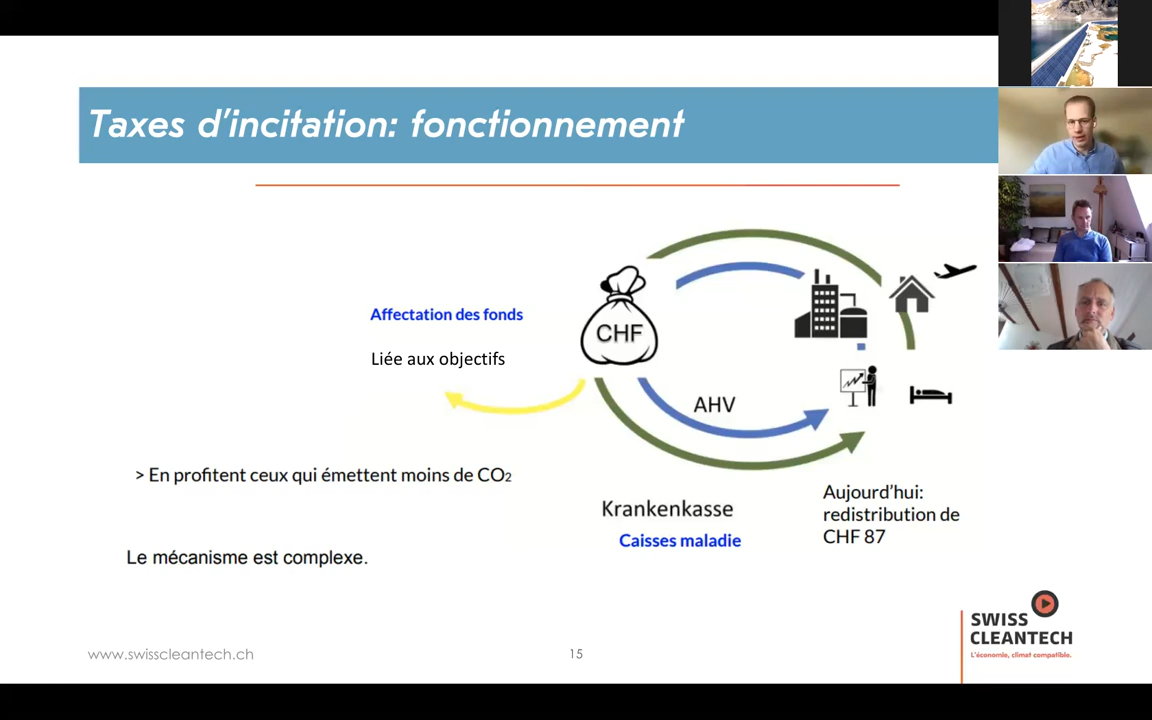 Taxes d'incitation: fonctionnement
Affectation des fonds
Liée aux objectifs
CHF
AHV
> En profitent ceux qui émettent moins de CO2
Krankenkasse
Caisses maladie
Aujourd'hui:
redistribution de
CHF 87
Le mécanisme est complexe.
SWISS
CLEANTECH
L'économie, climat compatible.
www.swisscleantech.ch
15